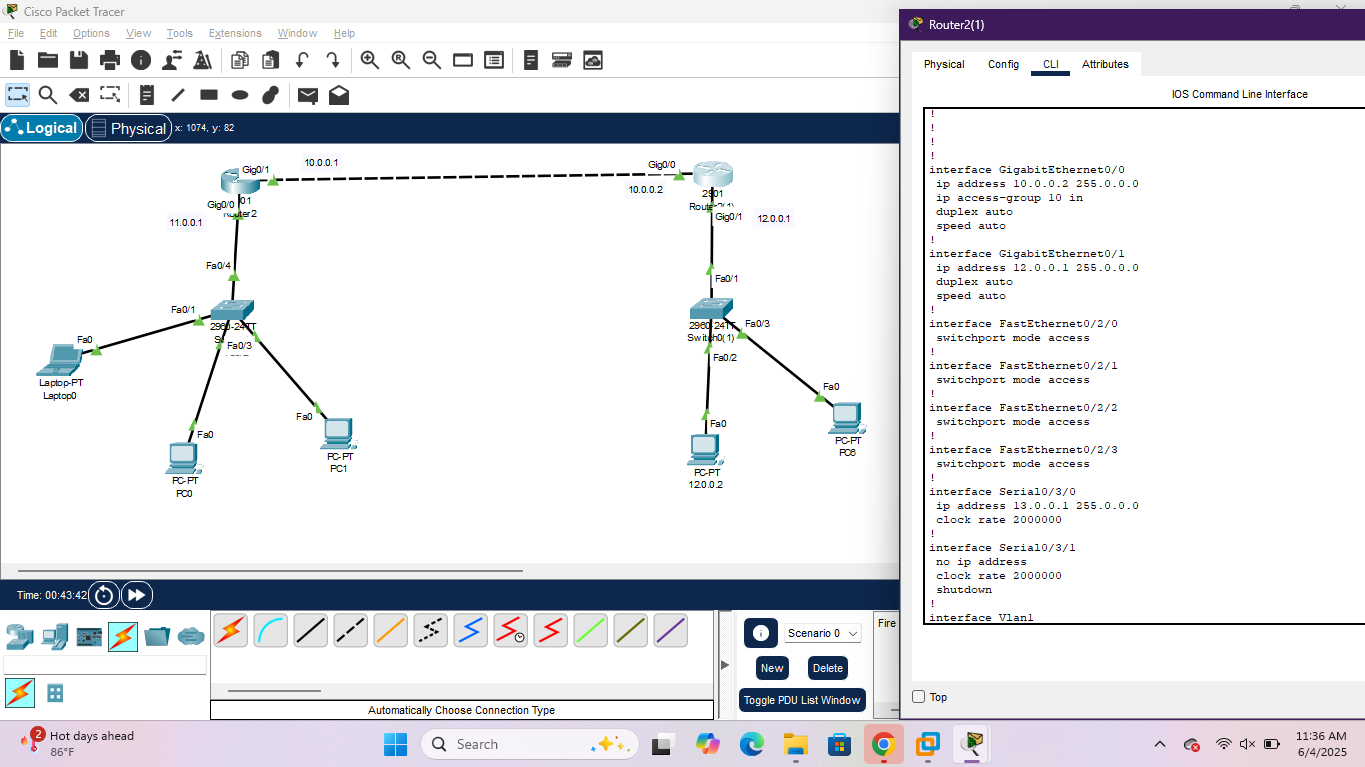 Cisco Packet Tracer
File Edit Options View Tools Extensions Window Help
Logical
Physical
x: 1074, y: 82
Gig0/1
10.0.0.1
Gig0/0
10.0.0.2
Gig0/0
Router2
11.0.0.1
2901
Gig0/1
12.0.0.1
Fa0/4
Fa0/1
Fa0/1
2960-24TT
Fa0/3
Fa0
Laptop-PT
Laptop0
2960-24TT
Switch0(1)
Fa0/3
Fa0/2
Fa0
PC-PT
PC0
Fa0
PC-PT
PC1
Fa0
PC-PT
12.0.0.2
Fa0
PC-PT
PC6
Time: 00:43:42
Scenario 0
New
Delete
Toggle PDU List Window
Fire
Automatically Choose Connection Type
Router2(1)
Physical Config CLI Attributes
IOS Command Line Interface
!
!
!
!
interface GigabitEthernet0/0
ip address 10.0.0.2 255.0.0.0
ip access-group 10 in
duplex auto
speed auto
!
interface GigabitEthernet0/1
ip address 12.0.0.1 255.0.0.0
duplex auto
speed auto
!
interface FastEthernet0/2/0
switchport mode access
!
interface FastEthernet0/2/1
switchport mode access
!
interface FastEthernet0/2/2
switchport mode access
!
interface FastEthernet0/2/3
switchport mode access
!
interface Serial0/3/0
ip address 13.0.0.1 255.0.0.0
clock rate 2000000
!
interface Serial0/3/1
no ip address
clock rate 2000000
shutdown
!
interface Vlan1
Top
2
Hot days ahead
86°F
Search
11:36 AM
6/4/2025